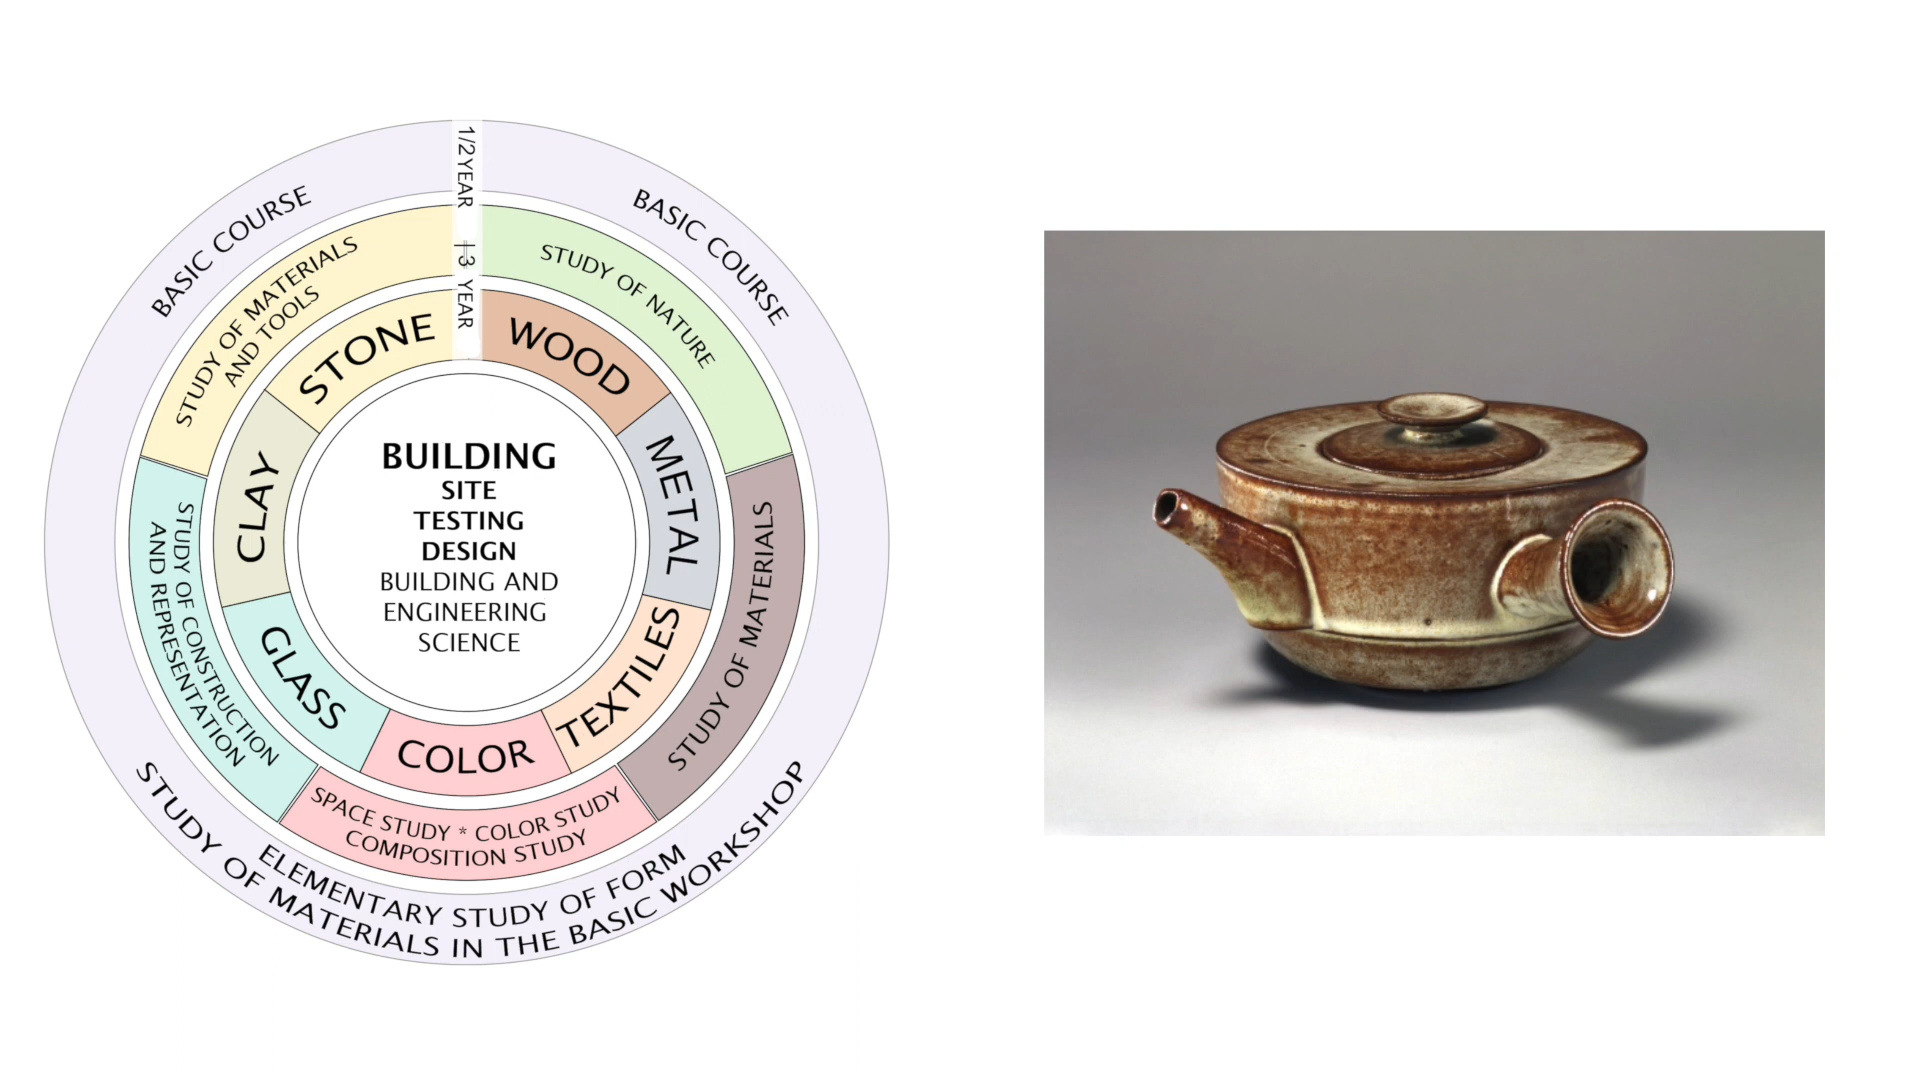 1/2 YEAR
3 YEAR
BASIC COURSE
BASIC COURSE
STUDY OF MATERIALS
AND TOOLS
STUDY OF NATURE
STONE
WOOD
CLAY
METAL
BUILDING
SITE
TESTING
DESIGN
BUILDING AND
ENGINEERING
SCIENCE
STUDY OF CONSTRUCTION
AND REPRESENTATION
STUDY OF MATERIALS
GLASS
TEXTILES
COLOR
SPACE STUDY * COLOR STUDY
COMPOSITION STUDY
ELEMENTARY STUDY OF FORM
STUDY OF MATERIALS IN THE BASIC WORKSHOP